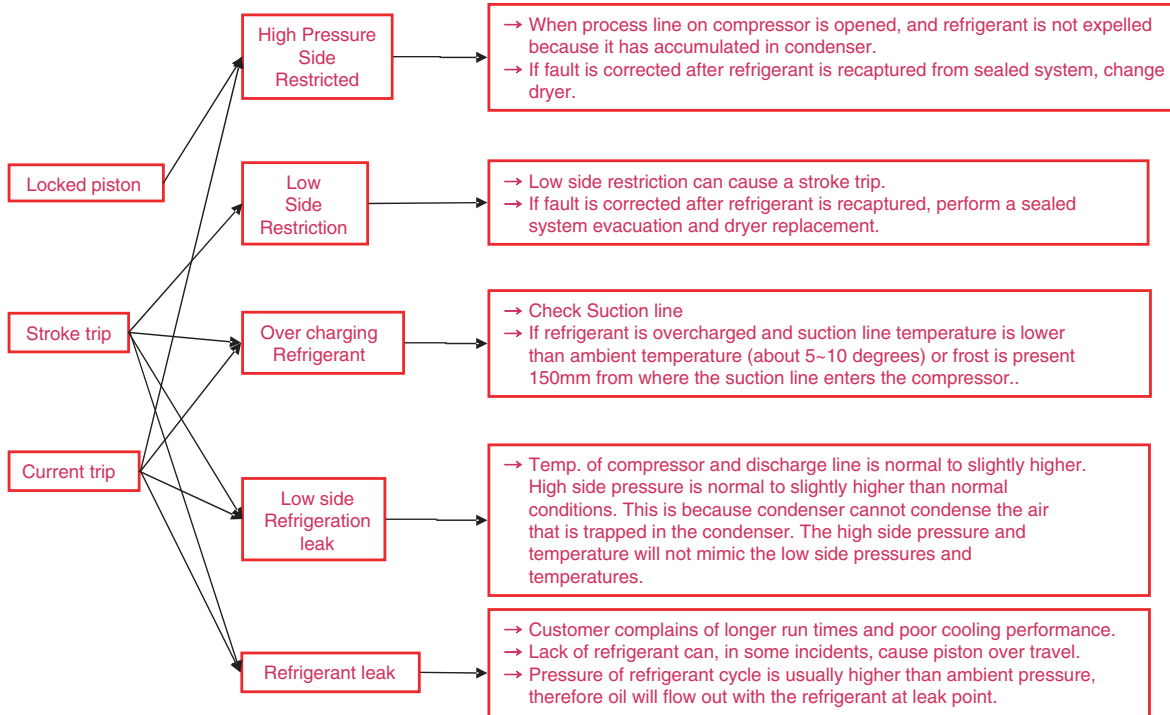 High Pressure
Side
Restricted
→ When process line on compressor is opened, and refrigerant is not expelled
because it has accumulated in condenser.
→ If fault is corrected after refrigerant is recaptured from sealed system, change
dryer.
Locked piston
Low
Side
Restriction
→ Low side restriction can cause a stroke trip.
→ If fault is corrected after refrigerant is recaptured, perform a sealed
system evacuation and dryer replacement.
Stroke trip
Over charging
Refrigerant
→ Check Suction line
→ If refrigerant is overcharged and suction line temperature is lower
than ambient temperature (about 5~10 degrees) or frost is present
150mm from where the suction line enters the compressor..
Current trip
Low side
Refrigeration
leak
→ Temp. of compressor and discharge line is normal to slightly higher.
High side pressure is normal to slightly higher than normal
conditions. This is because condenser cannot condense the air
that is trapped in the condenser. The high side pressure and
temperature will not mimic the low side pressures and
temperatures.
Refrigerant leak
→ Customer complains of longer run times and poor cooling performance.
→ Lack of refrigerant can, in some incidents, cause piston over travel.
→ Pressure of refrigerant cycle is usually higher than ambient pressure,
therefore oil will flow out with the refrigerant at leak point.